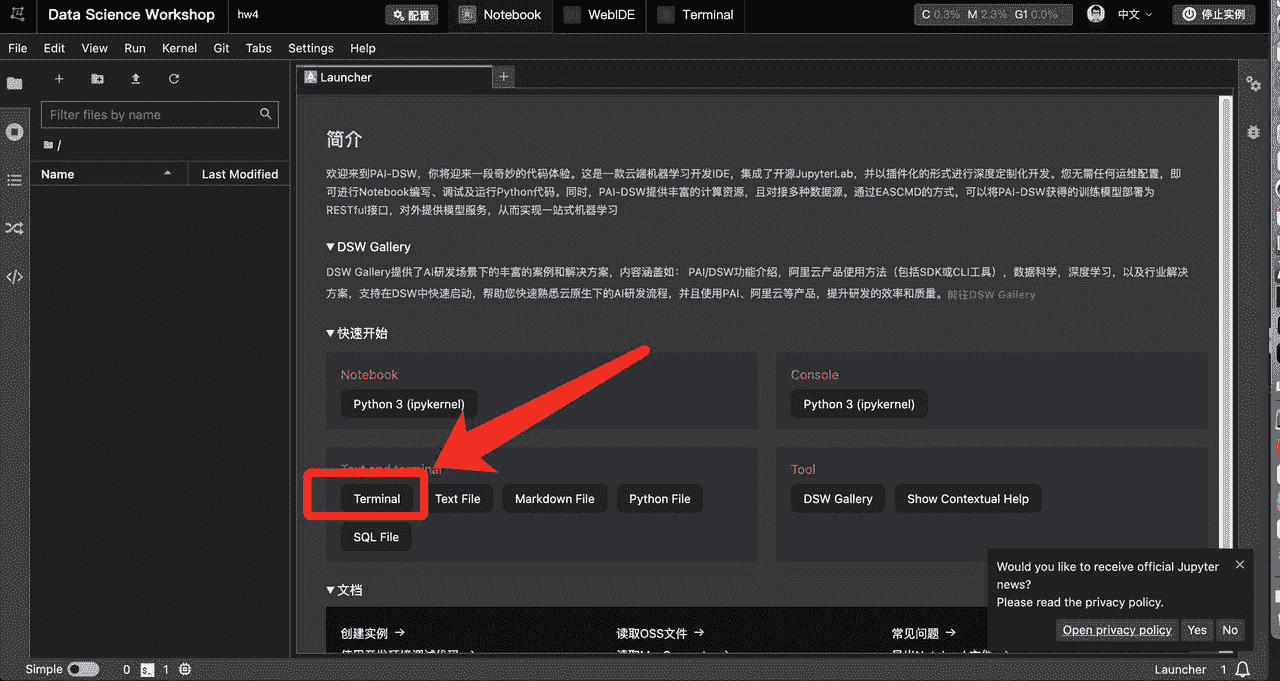 Data Science Workshop hw4 配置 Notebook WebIDE Terminal C 0.3% M 2.3% G1 0.0% 中文 停止实例
File Edit View Run Kernel Git Tabs Settings Help
Launcher
Filter files by name
/
Name Last Modified
简介
欢迎来到PAI-DSW，你将迎来一段奇妙的代码体验。这是一款云端机器学习开发IDE，集成了开源JupyterLab，并以插件化的形式进行深度定制化开发。您无需任何运维配置，即
可进行Notebook编写、调试及运行Python代码。同时，PAI-DSW提供丰富的计算资源，且对接多种数据源。通过EASCMD的方式，可以将PAI-DSW获得的训练模型部署为
RESTful接口，对外提供模型服务，从而实现一站式机器学习
DSW Gallery
DSW Gallery提供了AI研发场景下的丰富的案例和解决方案，内容涵盖如： PAI/DSW功能介绍，阿里云产品使用方法（包括SDK或CLI工具），数据科学，深度学习，以及行业解决
方案，支持在DSW中快速启动，帮助您快速熟悉云原生下的AI研发流程，并且使用PAI、阿里云等产品，提升研发的效率和质量。前往DSW Gallery
快速开始
Notebook
Python 3 (ipykernel)
Console
Python 3 (ipykernel)
Text and terminal
Terminal Text File Markdown File Python File
SQL File
Tool
DSW Gallery Show Contextual Help
文档
创建实例 → 读取OSS文件 → 常见问题 →
Would you like to receive official Jupyter
news?
Please read the privacy policy.
Open privacy policy Yes No
Simple 0 1 Launcher 1